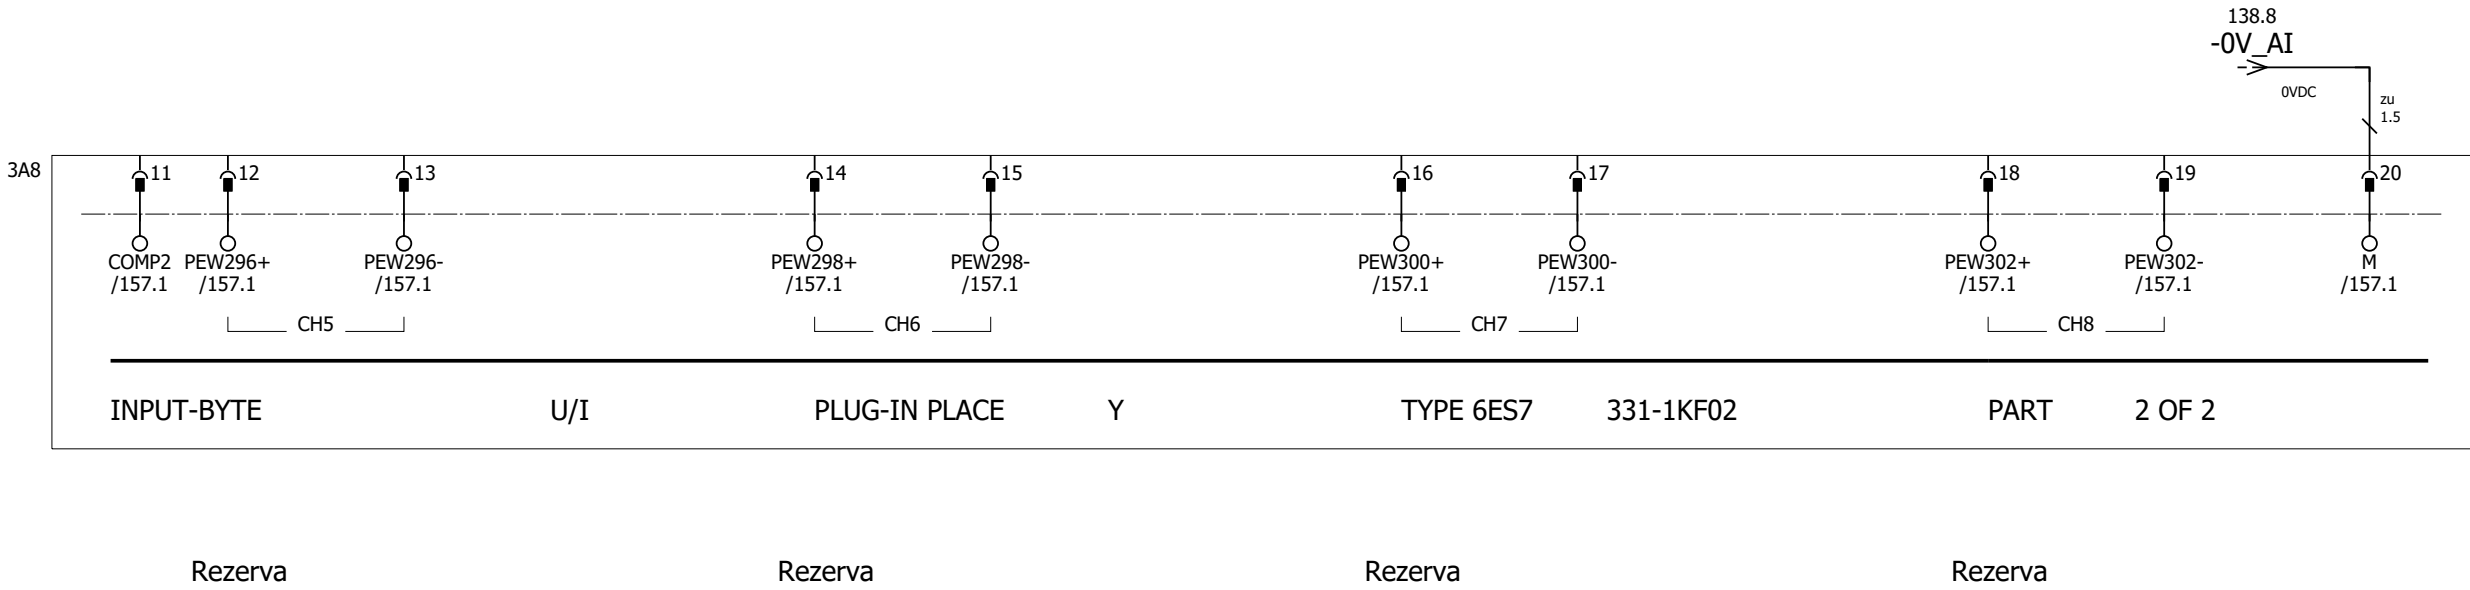 138.8
-0V_AI
0VDC
zu
1.5
3A8
11 12 13 14 15 16 17 18 19 20
COMP2 PEW296+ PEW296- PEW298+ PEW298- PEW300+ PEW300- PEW302+ PEW302- M
/157.1 /157.1 /157.1 /157.1 /157.1 /157.1 /157.1 /157.1 /157.1 /157.1
CH5 CH6 CH7 CH8
INPUT-BYTE U/I PLUG-IN PLACE Y TYPE 6ES7 331-1KF02 PART 2 OF 2
Rezerva Rezerva Rezerva Rezerva